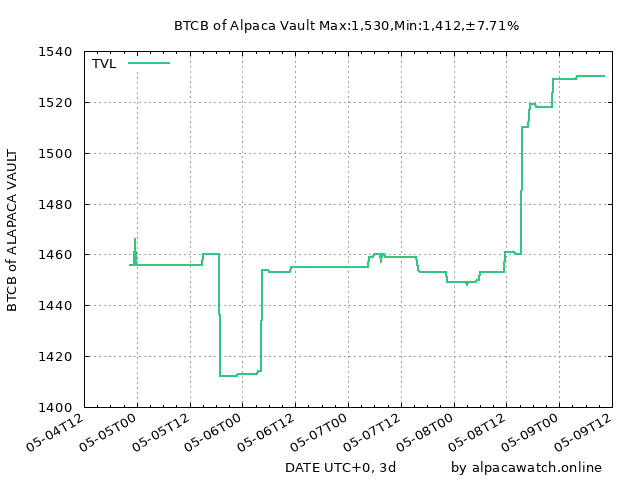 BTCB of Alpaca Vault Max:1,530,Min:1,412,±7.71%
TVL
BTCB of ALAPACA VAULT
1540
1520
1500
1480
1460
1440
1420
1400
05-04T12
05-05T00
05-05T12
05-06T00
05-06T12
05-07T00
05-07T12
05-08T00
05-08T12
05-09T00
05-09T12
DATE UTC+0, 3d
by alpacawatch.online